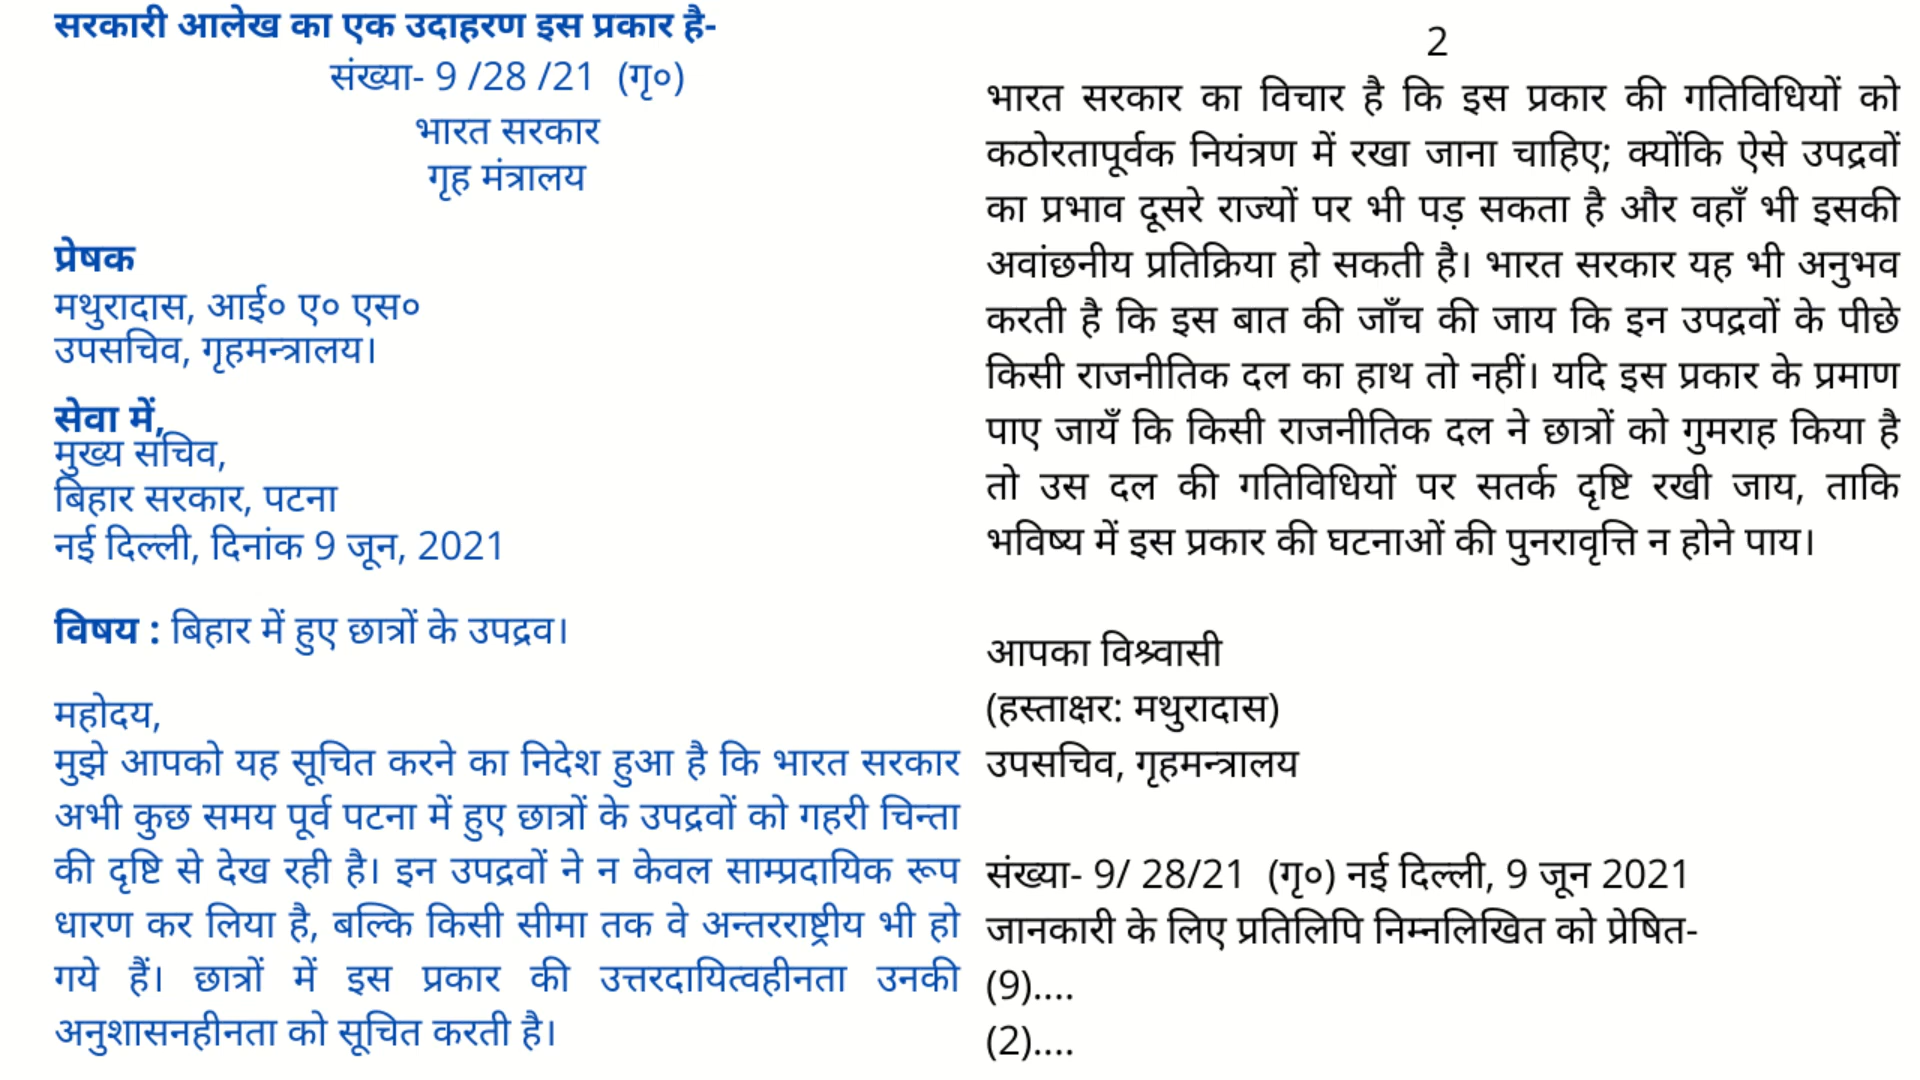 सरकारी आलेख का एक उदाहरण इस प्रकार है-
संख्या- 9 /28 /21 (गृ०)
भारत सरकार
गृह मंत्रालय
प्रेषक
मथुरादास, आई० ए० एस०
उपसचिव, गृहमन्त्रालय।
सेवा में,
मुख्य सचिव,
बिहार सरकार, पटना
नई दिल्ली, दिनांक 9 जून, 2021
विषय : बिहार में हुए छात्रों के उपद्रव।
महोदय,
मुझे आपको यह सूचित करने का निदेश हुआ है कि भारत सरकार
अभी कुछ समय पूर्व पटना में हुए छात्रों के उपद्रवों को गहरी चिन्ता
की दृष्टि से देख रही है। इन उपद्रवों ने न केवल साम्प्रदायिक रूप
धारण कर लिया है, बल्कि किसी सीमा तक वे अन्तरराष्ट्रीय भी हो
गये हैं। छात्रों में इस प्रकार की उत्तरदायित्वहीनता उनकी
अनुशासनहीनता को सूचित करती है।
2
भारत सरकार का विचार है कि इस प्रकार की गतिविधियों को
कठोरतापूर्वक नियंत्रण में रखा जाना चाहिए; क्योंकि ऐसे उपद्रवों
का प्रभाव दूसरे राज्यों पर भी पड़ सकता है और वहाँ भी इसकी
अवांछनीय प्रतिक्रिया हो सकती है। भारत सरकार यह भी अनुभव
करती है कि इस बात की जाँच की जाय कि इन उपद्रवों के पीछे
किसी राजनीतिक दल का हाथ तो नहीं। यदि इस प्रकार के प्रमाण
पाए जायँ कि किसी राजनीतिक दल ने छात्रों को गुमराह किया है
तो उस दल की गतिविधियों पर सतर्क दृष्टि रखी जाय, ताकि
भविष्य में इस प्रकार की घटनाओं की पुनरावृत्ति न होने पाय।
आपका विश्र्वासी
(हस्ताक्षर: मथुरादास)
उपसचिव, गृहमन्त्रालय
संख्या- 9/ 28/21 (गृ०) नई दिल्ली, 9 जून 2021
जानकारी के लिए प्रतिलिपि निम्नलिखित को प्रेषित-
(9)....
(2)....